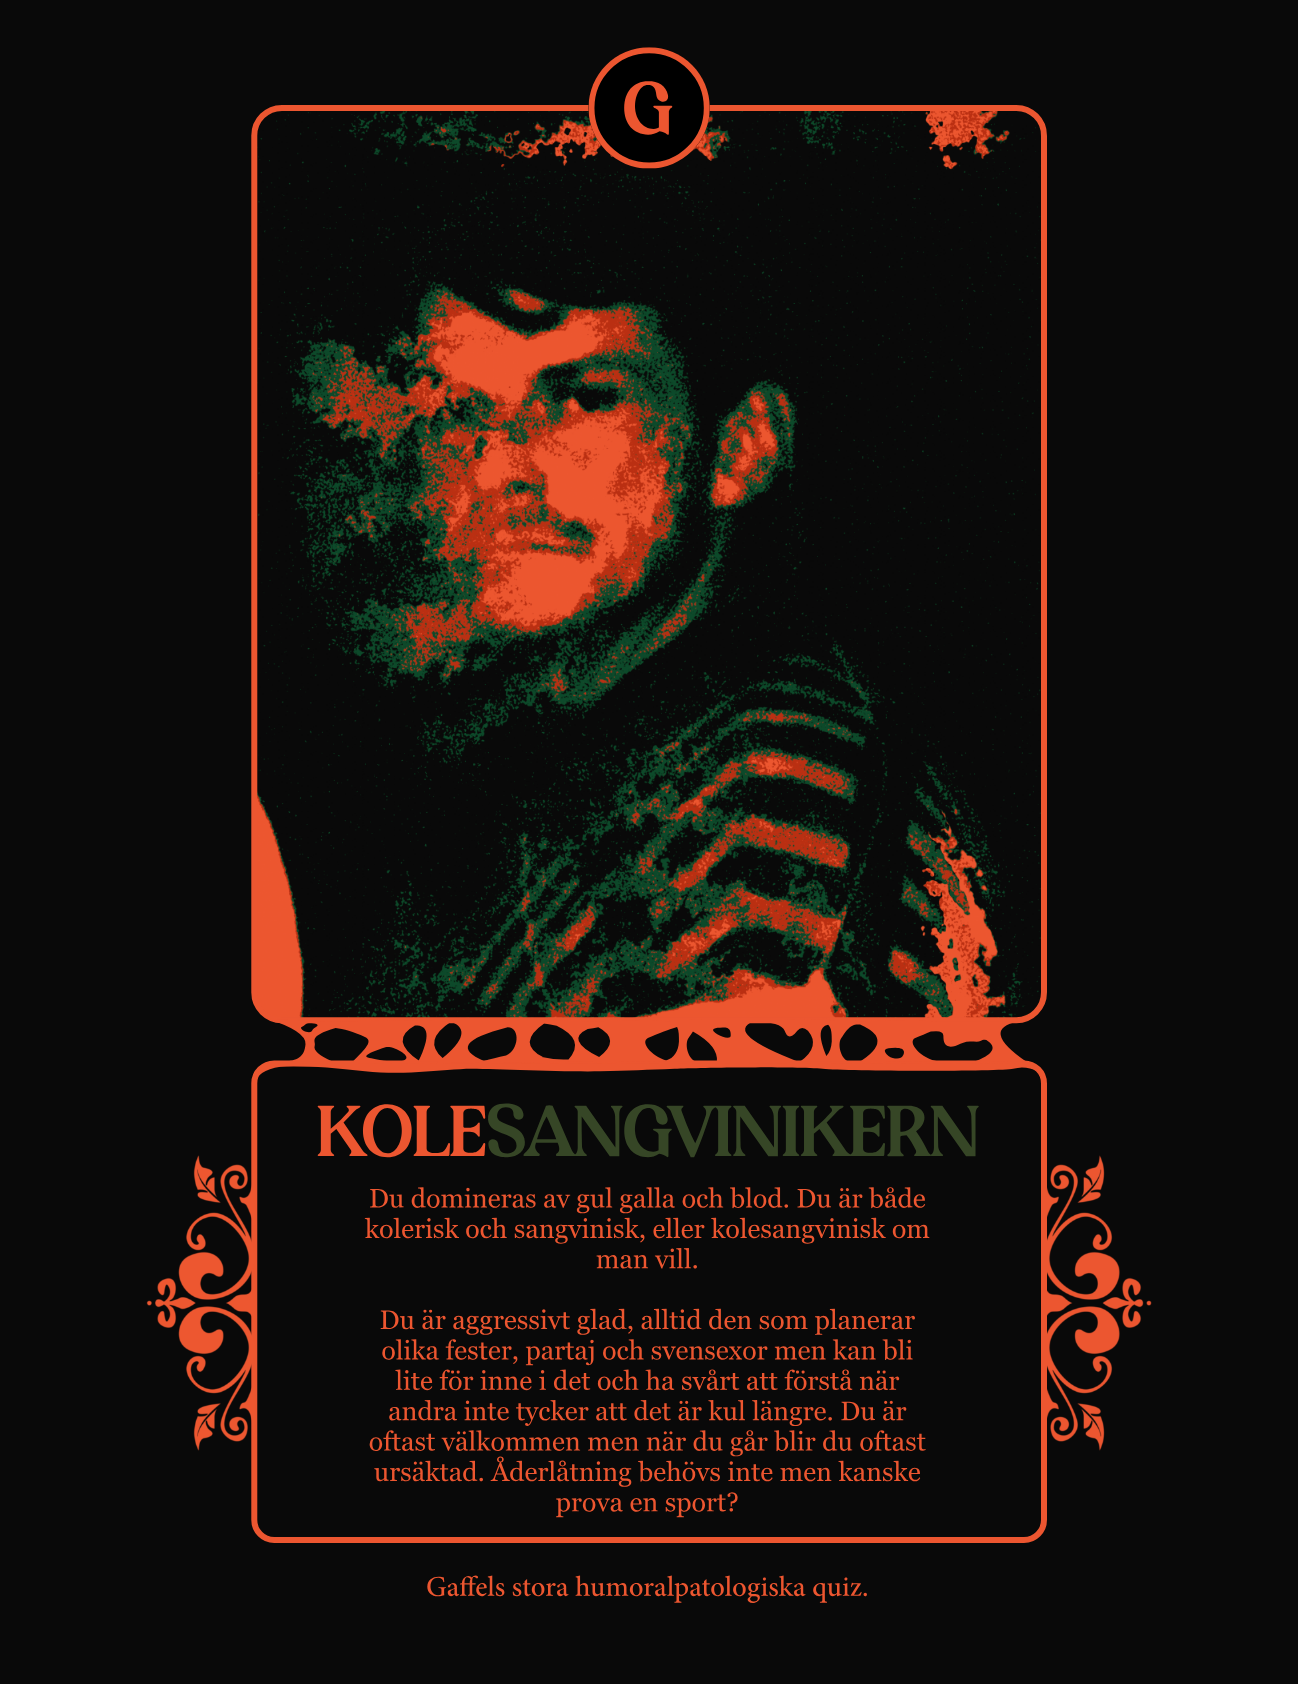 G
KOLESANGVINIKERN
Du domineras av gul galla och blod. Du är både
kolerisk och sangvinisk, eller kolesangvinisk om
man vill.
Du är aggressivt glad, alltid den som planerar
olika fester, partaj och svensexor men kan bli
lite för inne i det och ha svårt att förstå när
andra inte tycker att det är kul längre. Du är
oftast välkommen men när du går blir du oftast
ursäktad. Åderlåtning behövs inte men kanske
prova en sport?
Gaffels stora humoralpatologiska quiz.